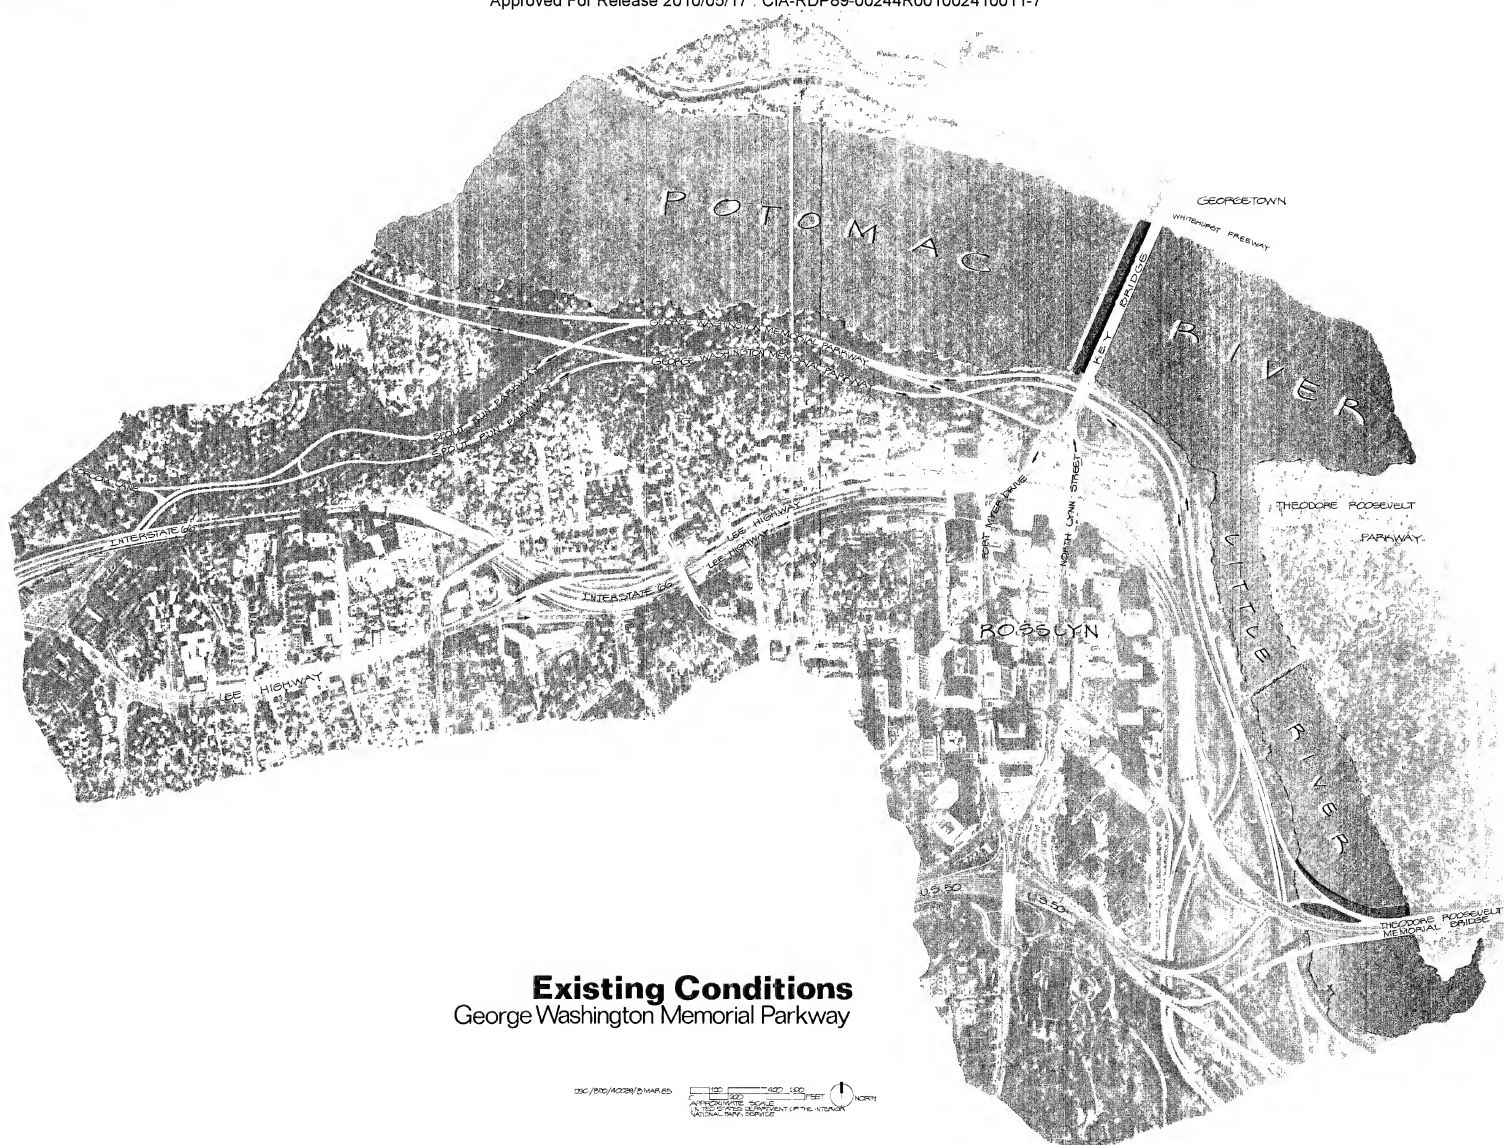 Approved For Release 2010/05/17 : CIA-RDP89-00244R001002410011-7
POTOMAC
RIVER
GEORGETOWN
WHITEHURST FREEWAY
KEY BRIDGE
GEORGE WASHINGTON MEMORIAL PARKWAY
GEORGE WASHINGTON MEMORIAL PARKWAY
SPOUT RUN PARKWAY
SPOUT RUN PARKWAY
INTERSTATE 66
LEE HIGHWAY
LEE HIGHWAY
INTERSTATE 66
LEE HIGHWAY
FORT MYER DRIVE
NORTH LYNN STREET
THEODORE ROOSEVELT
PARKWAY
LITTLE
RIVER
ROSSLYN
U.S. 50
U.S. 50
THEODORE ROOSEVELT
MEMORIAL BRIDGE
Existing Conditions
George Washington Memorial Parkway
FEET
NORTH
APPROXIMATE SCALE
UNITED STATES DEPARTMENT OF THE INTERIOR
NATIONAL PARK SERVICE